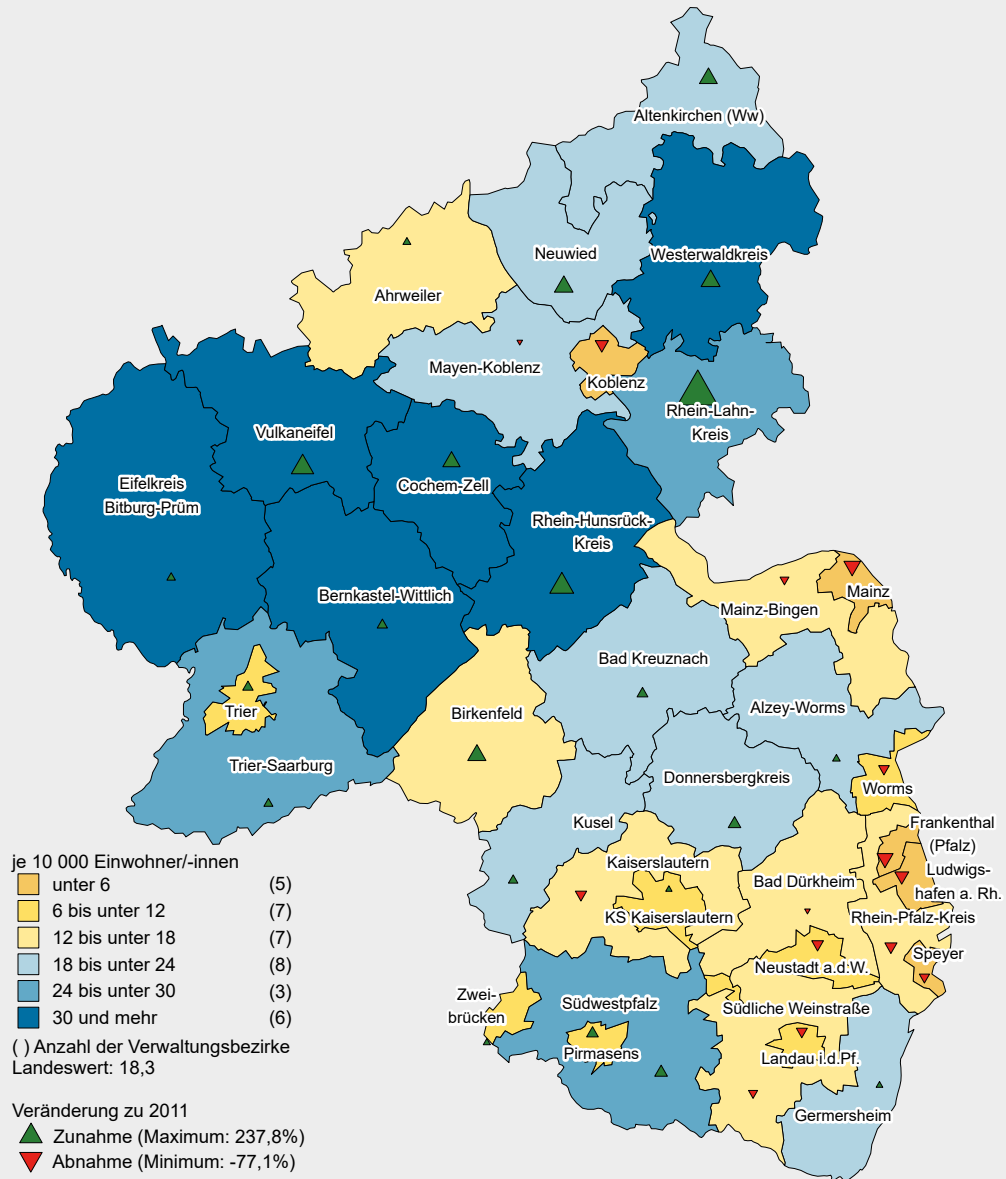 Altenkirchen (Ww)
Neuwied
Westerwaldkreis
Ahrweiler
Mayen-Koblenz
Koblenz
Rhein-Lahn-
Kreis
Vulkaneifel
Cochem-Zell
Eifelkreis
Bitburg-Prüm
Rhein-Hunsrück-
Kreis
Bernkastel-Wittlich
Mainz-Bingen
Mainz
Bad Kreuznach
Alzey-Worms
Trier
Birkenfeld
Trier-Saarburg
Donnersbergkreis
Worms
Kusel
Frankenthal
(Pfalz)
Kaiserslautern
Bad Dürkheim
Ludwigs-
hafen a. Rh.
KS Kaiserslautern
Rhein-Pfalz-Kreis
Speyer
Neustadt a.d.W.
Zwei-
brücken
Südwestpfalz
Südliche Weinstraße
Pirmasens
Landau i.d.Pf.
Germersheim
je 10 000 Einwohner/-innen
unter 6 (5)
6 bis unter 12 (7)
12 bis unter 18 (7)
18 bis unter 24 (8)
24 bis unter 30 (3)
30 und mehr (6)
( ) Anzahl der Verwaltungsbezirke
Landeswert: 18,3
Veränderung zu 2011
Zunahme (Maximum: 237,8%)
Abnahme (Minimum: -77,1%)